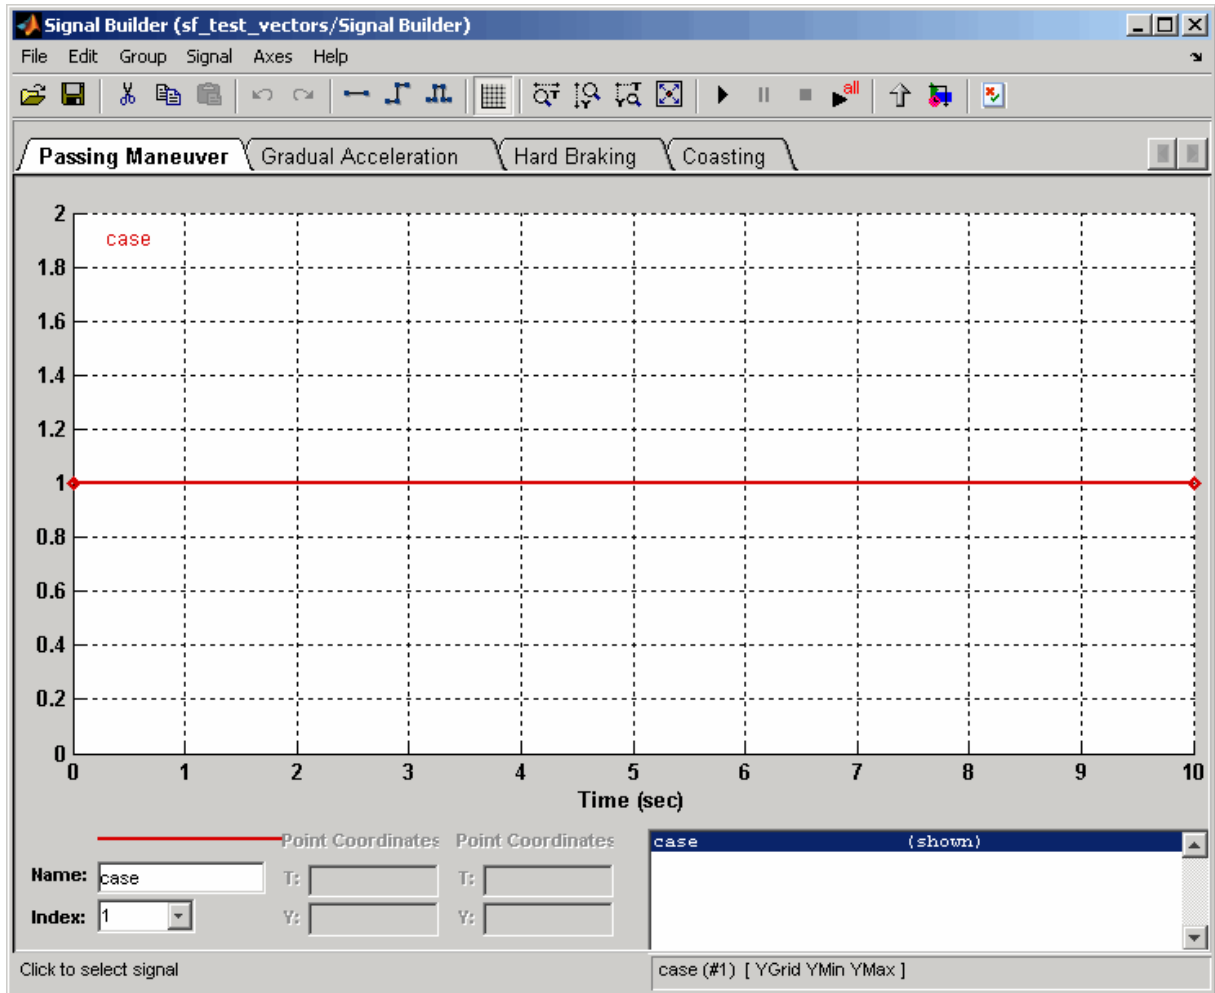 Signal Builder (sf_test_vectors/Signal Builder)
File Edit Group Signal Axes Help
all
Passing Maneuver Gradual Acceleration Hard Braking Coasting
2
case
1.8
1.6
1.4
1.2
1
0.8
0.6
0.4
0.2
0
0 1 2 3 4 5 6 7 8 9 10
Time (sec)
Point Coordinates Point Coordinates case (shown)
Name: case T: T:
Index: 1 Y: Y:
Click to select signal case (#1) [ YGrid YMin YMax ]